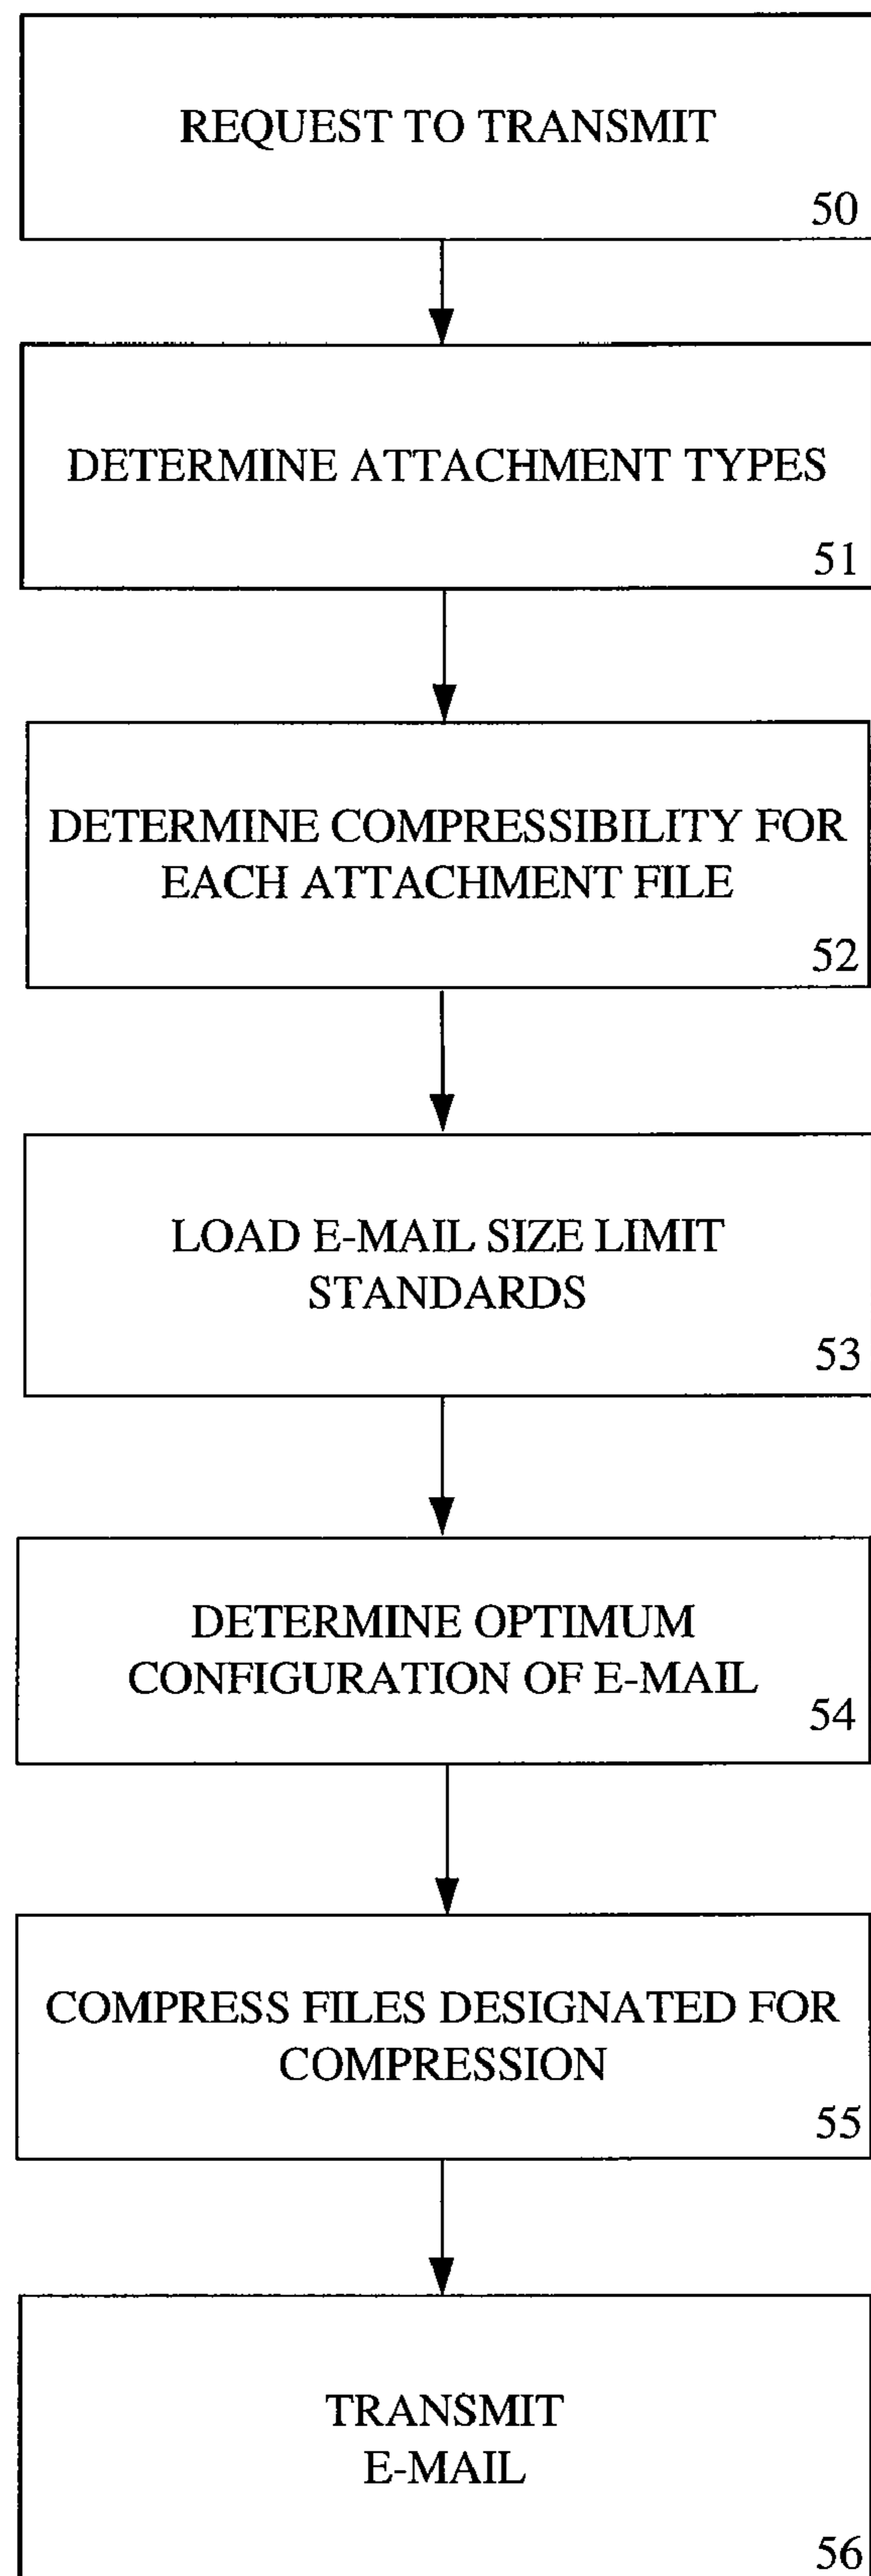 REQUEST TO TRANSMIT
50
DETERMINE ATTACHMENT TYPES
51
DETERMINE COMPRESSIBILITY FOR
EACH ATTACHMENT FILE
52
LOAD E-MAIL SIZE LIMIT
STANDARDS
53
DETERMINE OPTIMUM
CONFIGURATION OF E-MAIL
54
COMPRESS FILES DESIGNATED FOR
COMPRESSION
55
TRANSMIT
E-MAIL
56